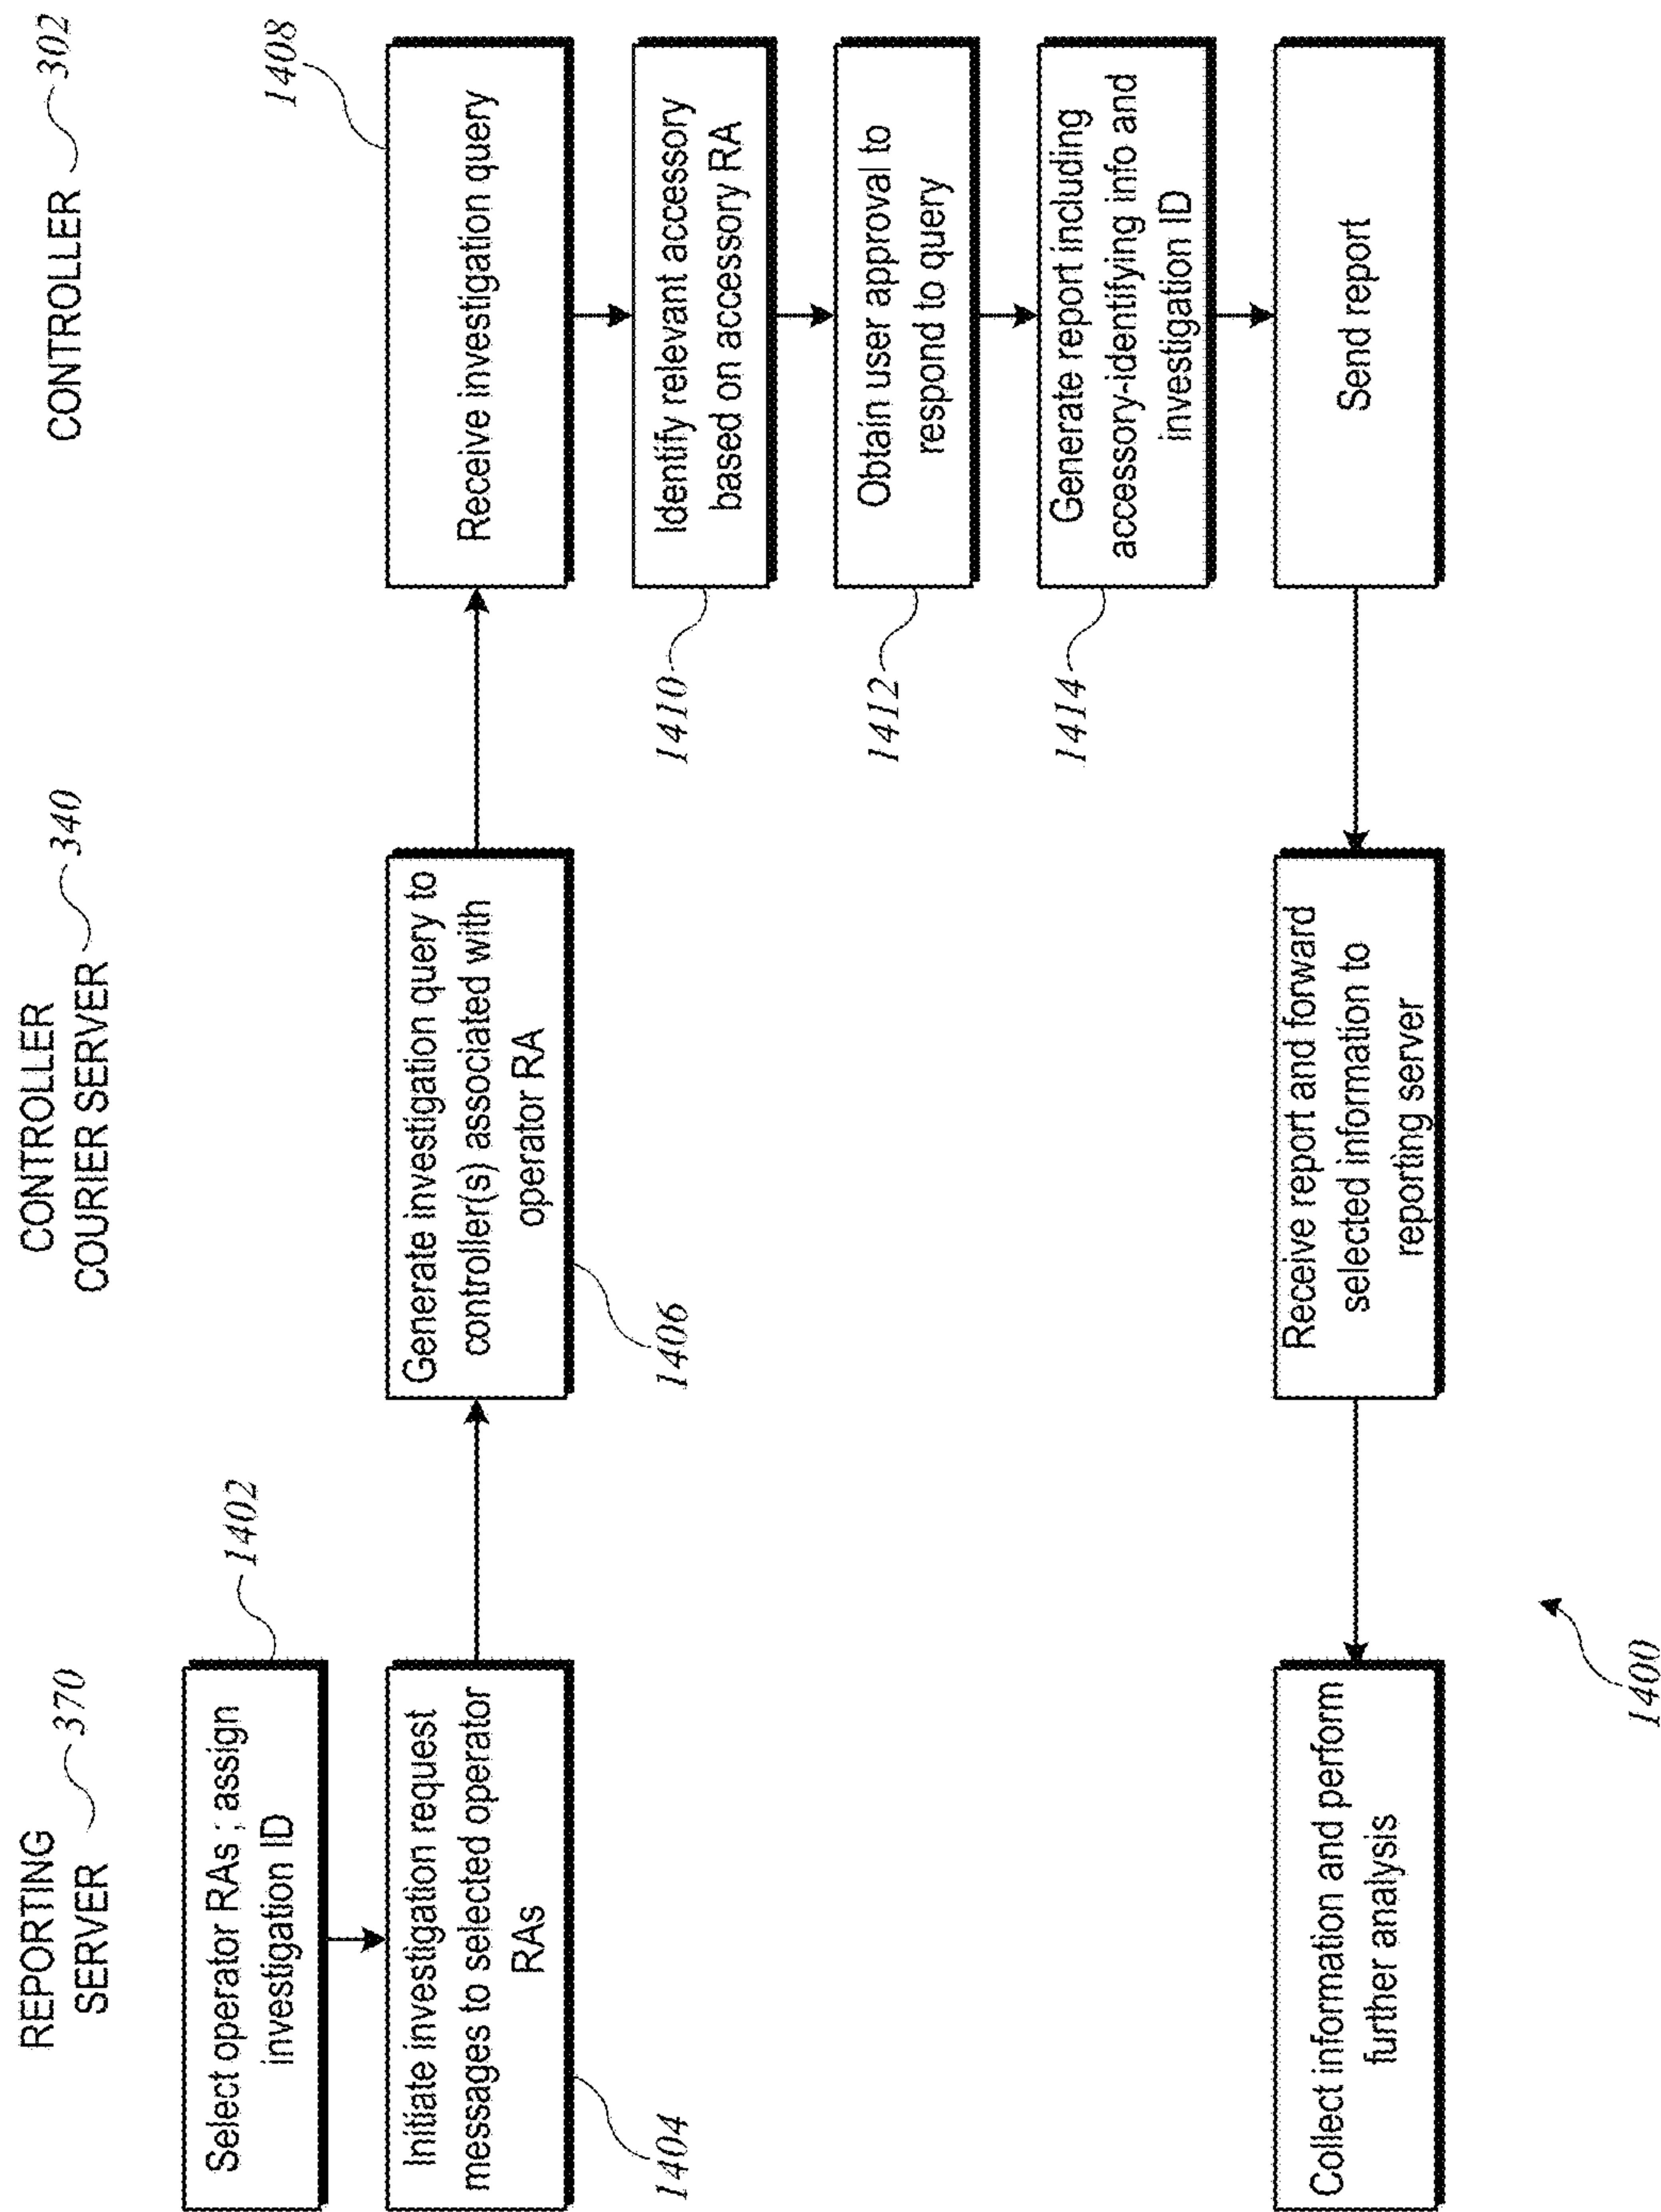 REPORTING
SERVER
370
CONTROLLER
COURIER SERVER
340
CONTROLLER
302
Select operator RAs; assign
investigation ID
1402
Initiate investigation request
messages to selected operator
RAs
1404
Generate investigation query to
controller(s) associated with
operator RA
1406
Receive investigation query
1408
Identify relevant accessory
based on accessory RA
1410
Obtain user approval to
respond to query
1412
Generate report including
accessory-identifying info and
investigation ID
1414
Send report
Receive report and forward
selected information to
reporting server
Collect information and perform
further analysis
1400